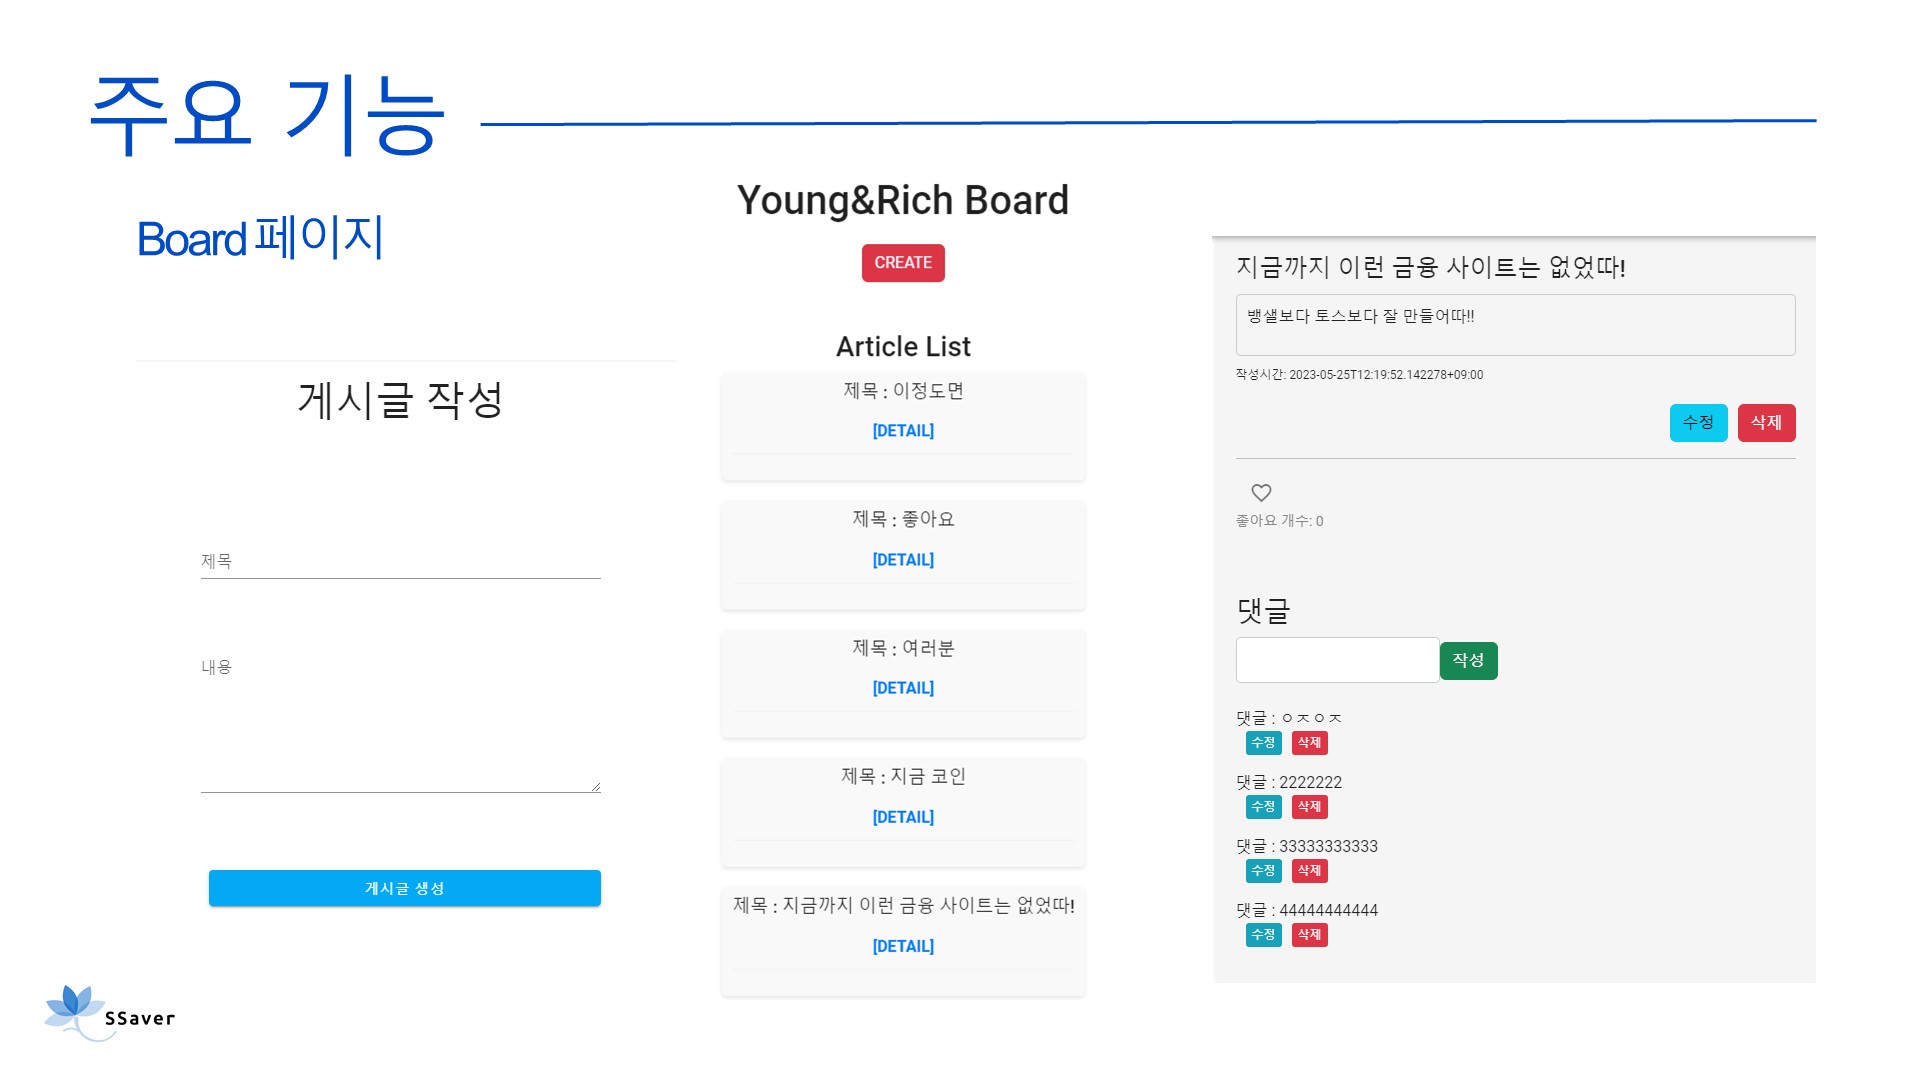 주요 기능
Board 페이지
게시글 작성
제목
내용
게시글 생성
Young&Rich Board
CREATE
Article List
제목 : 이정도면
[DETAIL]
제목 : 좋아요
[DETAIL]
제목 : 여러분
[DETAIL]
제목 : 지금 코인
[DETAIL]
제목 : 지금까지 이런 금융 사이트는 없었따!
[DETAIL]
지금까지 이런 금융 사이트는 없었따!
뱅샐보다 토스보다 잘 만들어따!!
작성시간: 2023-05-25T12:19:52.142278+09:00
수정 삭제
좋아요 개수: 0
댓글
작성
댓글 : ㅇㅈㅇㅈ
수정 삭제
댓글 : 2222222
수정 삭제
댓글 : 33333333333
수정 삭제
댓글 : 44444444444
수정 삭제
SSaver